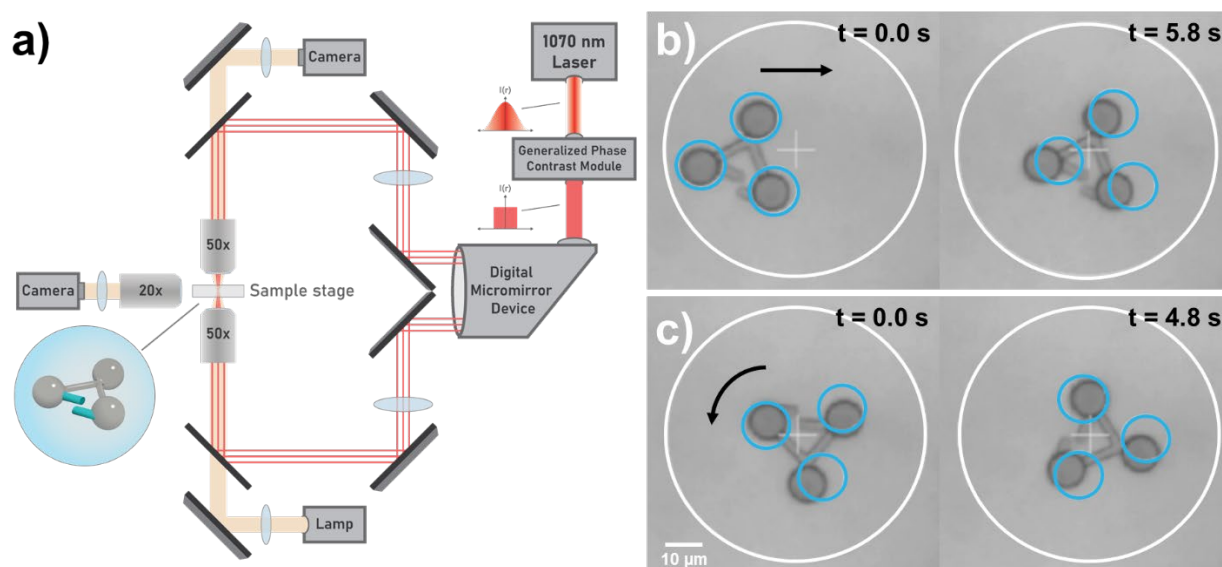 a)
Camera
1070 nm
Laser
I(r)
Generalized Phase
Contrast Module
I(r)
50x
Camera
20x
Sample stage
Digital
Micromirror
Device
50x
Lamp
b)
t = 0.0 s
t = 5.8 s
c)
t = 0.0 s
t = 4.8 s
10 µm